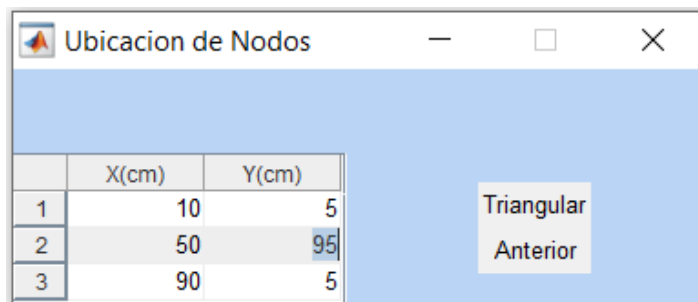 Ubicacion de Nodos
X(cm) Y(cm)
1 10 5
2 50 95
3 90 5
Triangular
Anterior